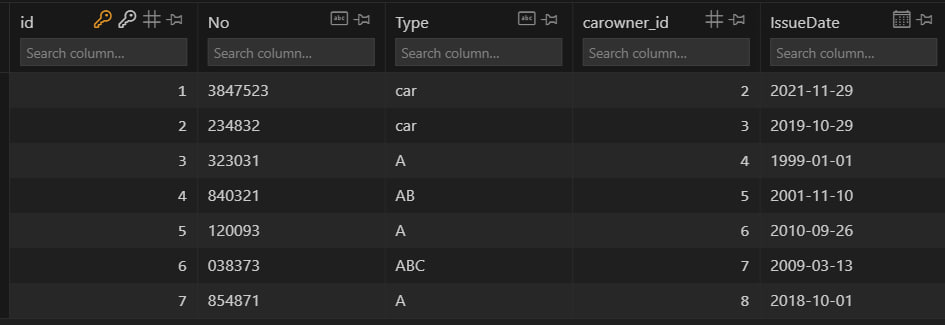 id No Type carowner_id IssueDate
Search column... Search column... Search column... Search column... Search column...
1 3847523 car 2 2021-11-29
2 234832 car 3 2019-10-29
3 323031 A 4 1999-01-01
4 840321 AB 5 2001-11-10
5 120093 A 6 2010-09-26
6 038373 ABC 7 2009-03-13
7 854871 A 8 2018-10-01